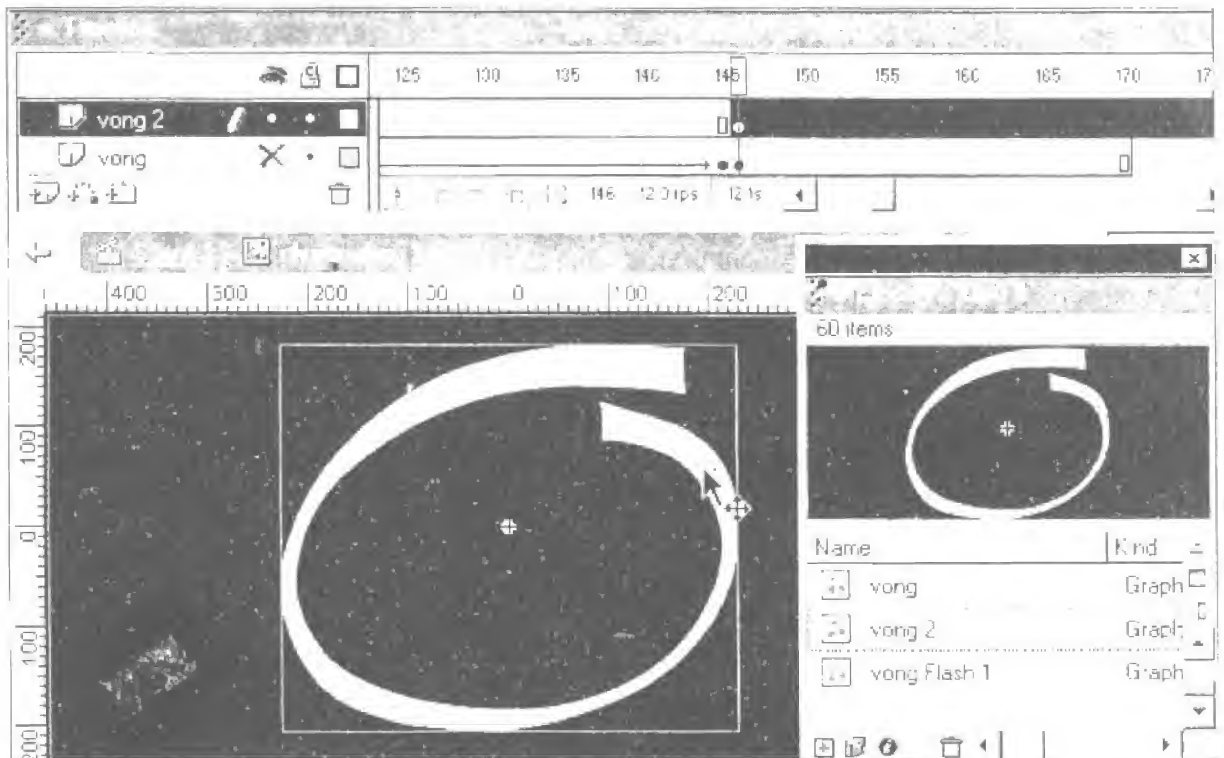 125 130 135 140 145 150 155 160 165 170 17
vong 2
vong
146 12.0 fps 12.1s
400 300 200 100 0 100 200
200
100
0
100
200
60 items
Name Kind
vong Graph
vong 2 Graph
vong Flash 1 Graph